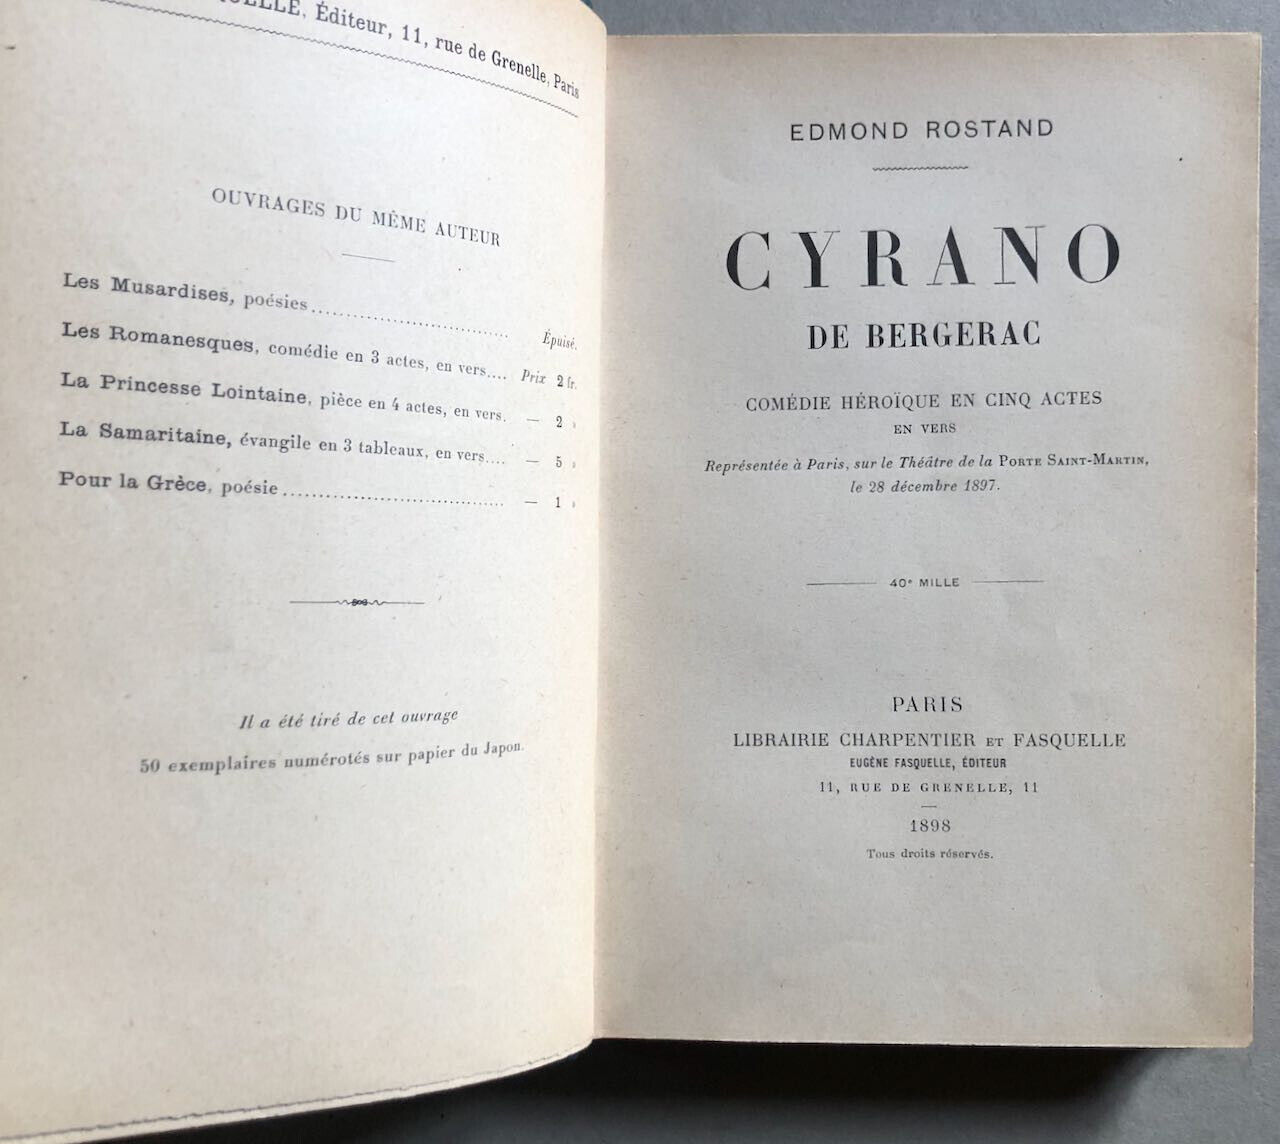 Éditeur, 11, rue de Grenelle, Paris
OUVRAGES DU MÊME AUTEUR
Les Musardises, poésies........................ Épuisé.
Les Romanesques, comédie en 3 actes, en vers.... Prix 2 fr.
La Princesse Lointaine, pièce en 4 actes, en vers. — 2 »
La Samaritaine, évangile en 3 tableaux, en vers.... — 5 »
Pour la Grèce, poésie.............................. — 1 »
Il a été tiré de cet ouvrage
50 exemplaires numérotés sur papier du Japon.
EDMOND ROSTAND
CYRANO
DE BERGERAC
COMÉDIE HÉROÏQUE EN CINQ ACTES
EN VERS
Représentée à Paris, sur le Théâtre de la PORTE SAINT-MARTIN,
le 28 décembre 1897.
40e MILLE
PARIS
LIBRAIRIE CHARPENTIER ET FASQUELLE
EUGÈNE FASQUELLE, ÉDITEUR
11, RUE DE GRENELLE, 11
1898
Tous droits réservés.